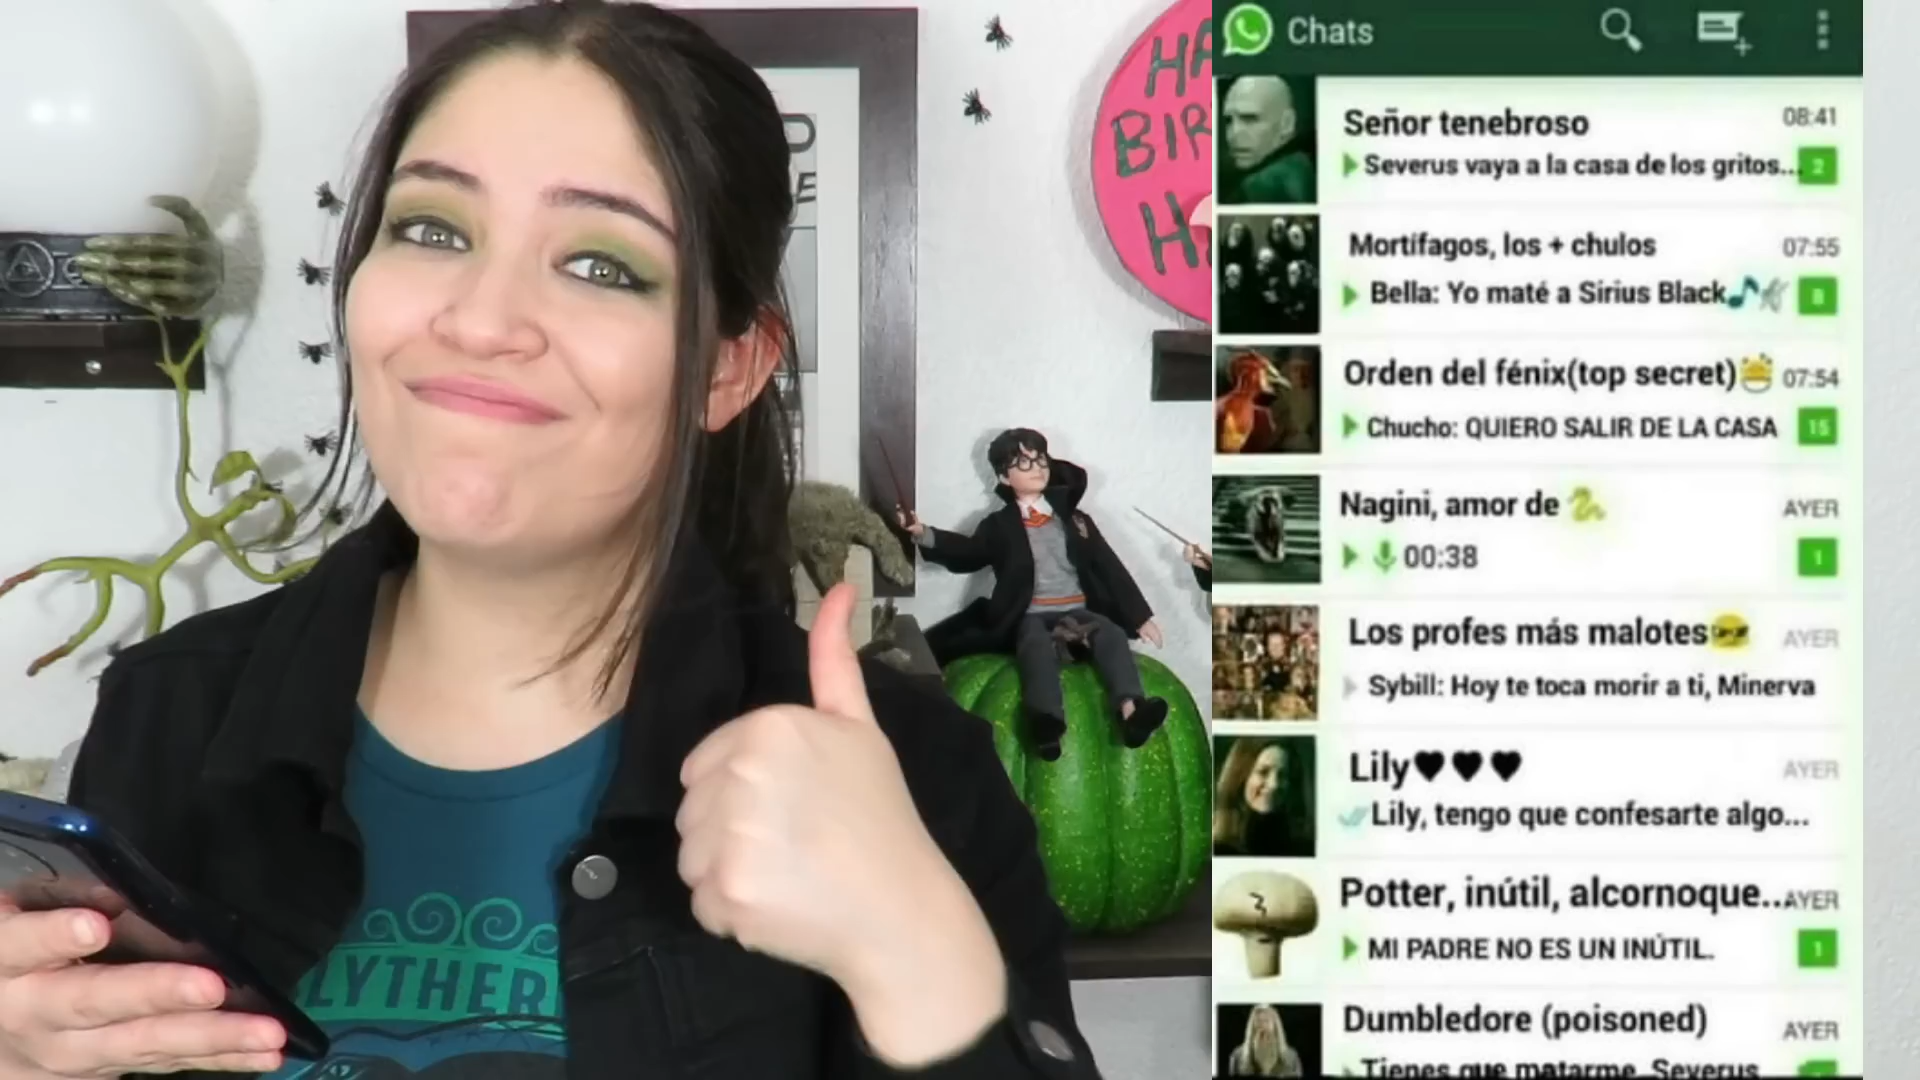 HA
BIR
H
LYTHER
Chats
Señor tenebroso
08:41
Severus vaya a la casa de los gritos...
2
Mortífagos, los + chulos
07:55
Bella: Yo maté a Sirius Black
8
Orden del fénix(top secret)
07:54
Chucho: QUIERO SALIR DE LA CASA
15
Nagini, amor de
AYER
00:38
1
Los profes más malotes
AYER
Sybill: Hoy te toca morir a ti, Minerva
Lily♥♥♥
AYER
Lily, tengo que confesarte algo...
Potter, inútil, alcornoque..
AYER
MI PADRE NO ES UN INÚTIL.
1
Dumbledore (poisoned)
AYER
Tienes que matarme, Severus